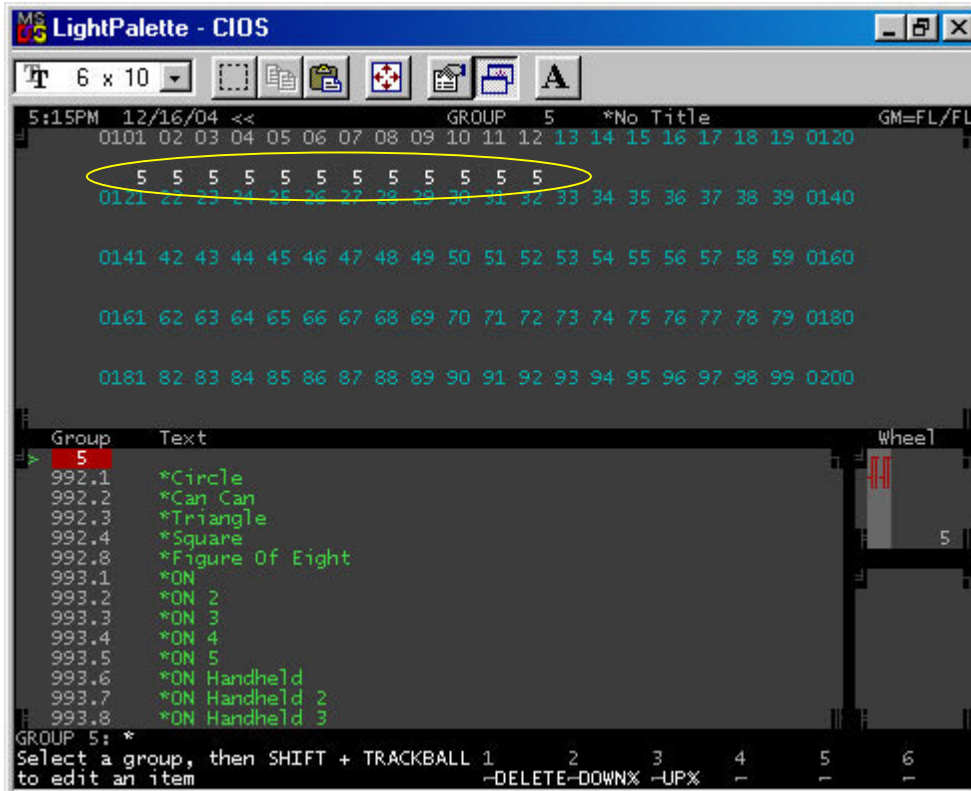 LightPalette - CIOS
6 x 10
A
5:15PM 12/16/04 << GROUP 5 *No Title GM=FL/FL
0101 02 03 04 05 06 07 08 09 10 11 12 13 14 15 16 17 18 19 0120
5 5 5 5 5 5 5 5 5 5 5 5
0121 22 23 24 25 26 27 28 29 30 31 32 33 34 35 36 37 38 39 0140
0141 42 43 44 45 46 47 48 49 50 51 52 53 54 55 56 57 58 59 0160
0161 62 63 64 65 66 67 68 69 70 71 72 73 74 75 76 77 78 79 0180
0181 82 83 84 85 86 87 88 89 90 91 92 93 94 95 96 97 98 99 0200
Group Text Wheel
> 5
992.1 *Circle
992.2 *Can Can
992.3 *Triangle
992.4 *Square 5
992.8 *Figure Of Eight
993.1 *ON
993.2 *ON 2
993.3 *ON 3
993.4 *ON 4
993.5 *ON 5
993.6 *ON Handheld
993.7 *ON Handheld 2
993.8 *ON Handheld 3
GROUP 5: *
Select a group, then SHIFT + TRACKBALL 1 2 3 4 5 6
to edit an item DELETE DOWN% UP%